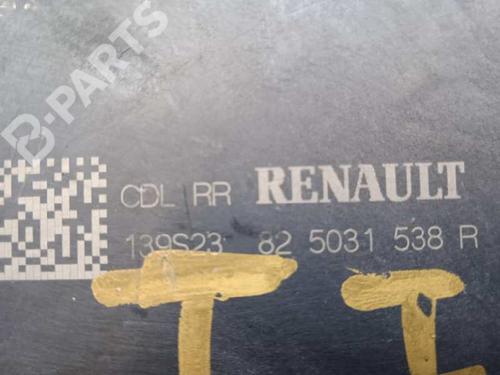 B-PARTS
CDL RR RENAULT
139S23 82 5031 538 R